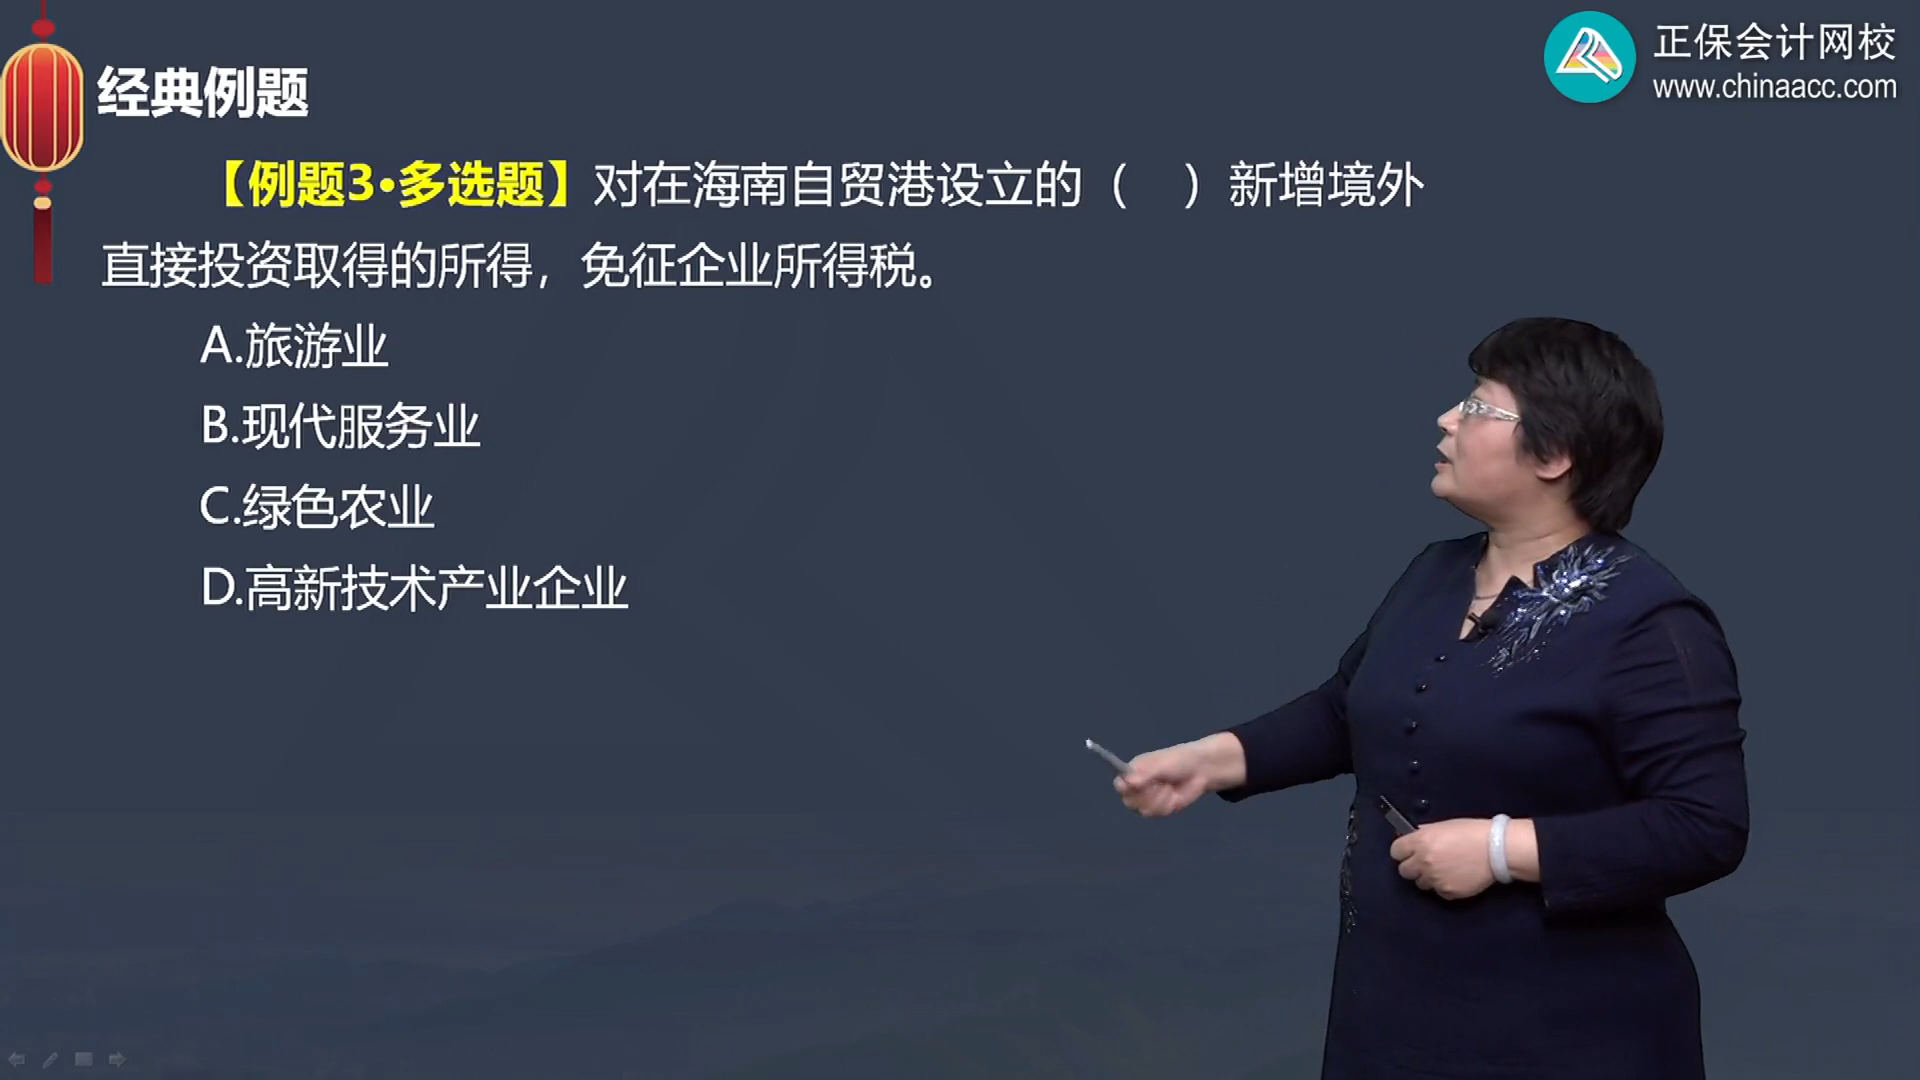 正保会计网校
www.chinaacc.com
经典例题
【例题3•多选题】对在海南自贸港设立的（　）新增境外
直接投资取得的所得，免征企业所得税。
A.旅游业
B.现代服务业
C.绿色农业
D.高新技术产业企业